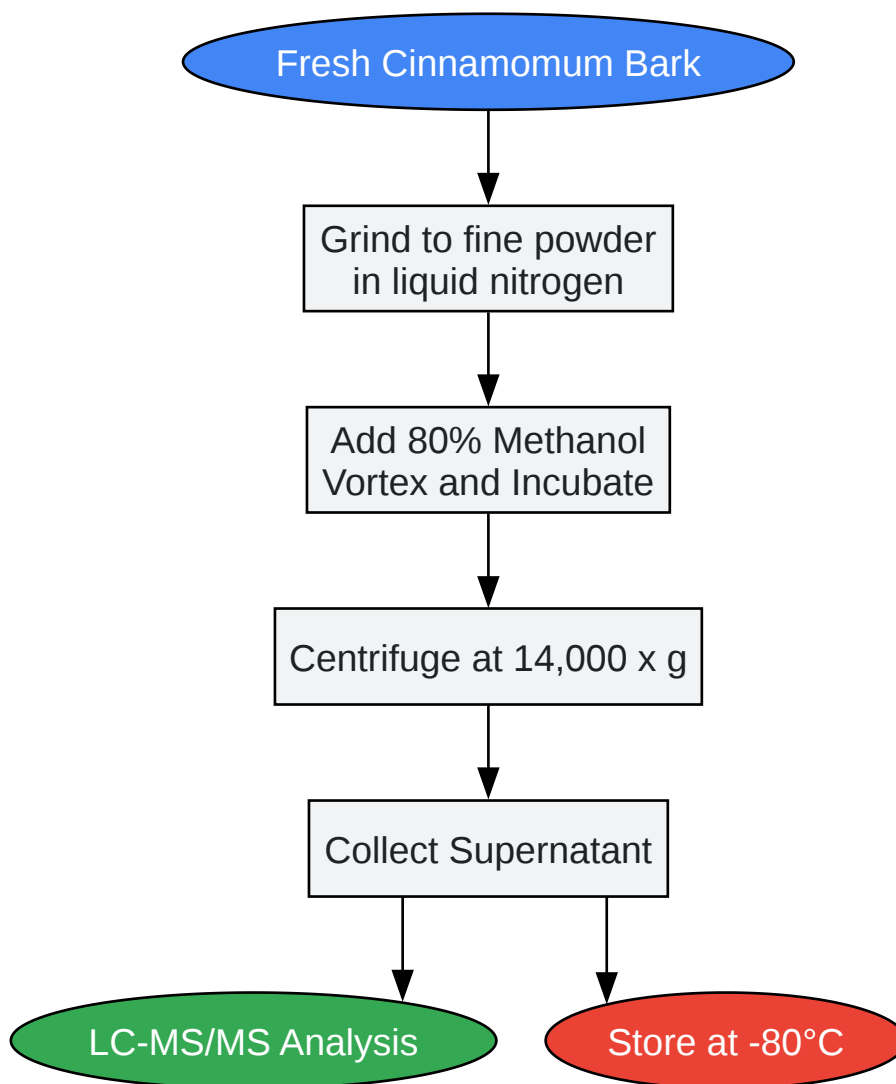 Fresh Cinnamomum Bark
Grind to fine powder
in liquid nitrogen
Add 80% Methanol
Vortex and Incubate
Centrifuge at 14,000 x g
Collect Supernatant
LC-MS/MS Analysis
Store at -80°C